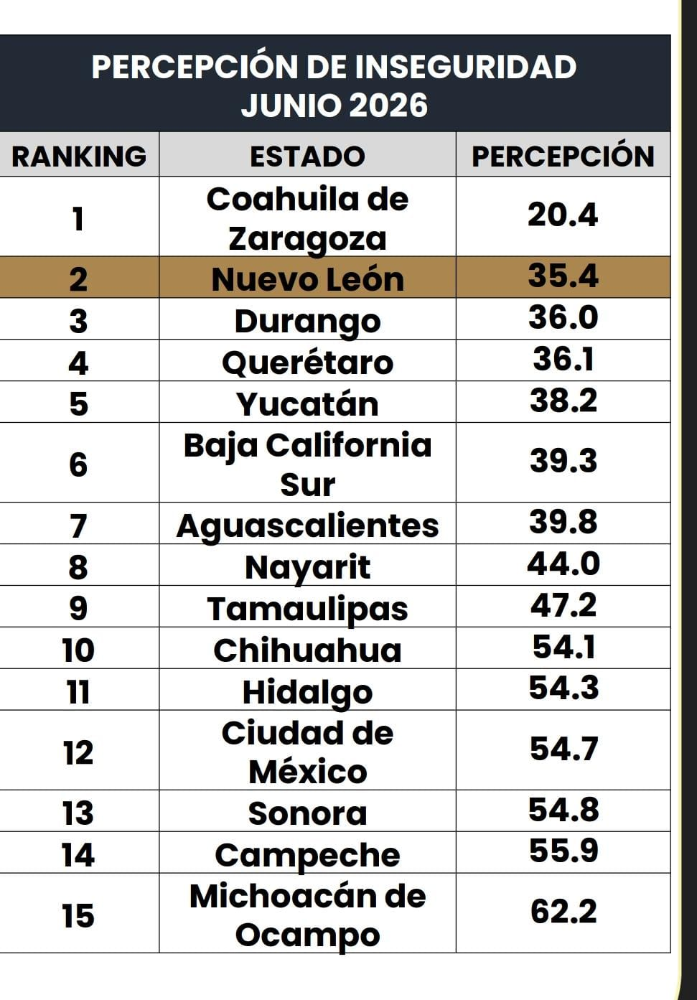 PERCEPCIÓN DE INSEGURIDAD
JUNIO 2026
RANKING ESTADO PERCEPCIÓN
1 Coahuila de Zaragoza 20.4
2 Nuevo León 35.4
3 Durango 36.0
4 Querétaro 36.1
5 Yucatán 38.2
6 Baja California Sur 39.3
7 Aguascalientes 39.8
8 Nayarit 44.0
9 Tamaulipas 47.2
10 Chihuahua 54.1
11 Hidalgo 54.3
12 Ciudad de México 54.7
13 Sonora 54.8
14 Campeche 55.9
15 Michoacán de Ocampo 62.2